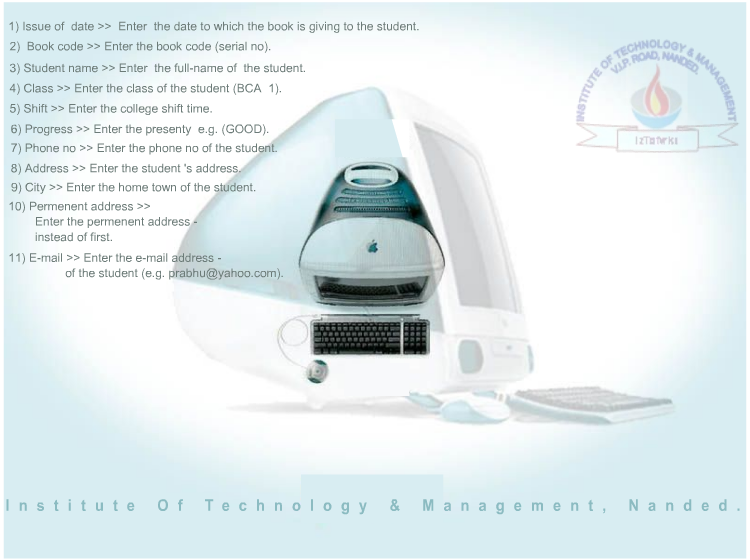 1) Issue of date >> Enter the date to which the book is giving to the student.
2) Book code >> Enter the book code (serial no).
3) Student name >> Enter the full-name of the student.
4) Class >> Enter the class of the student (BCA 1).
5) Shift >> Enter the college shift time.
6) Progress >> Enter the presenty e.g. (GOOD).
7) Phone no >> Enter the phone no of the student.
8) Address >> Enter the student 's address.
9) City >> Enter the home town of the student.
10) Permenent address >>
Enter the permenent address -
instead of first.
11) E-mail >> Enter the e-mail address -
of the student (e.g. prabhu@yahoo.com).
INSTITUTE OF TECHNOLOGY & MANAGEMENT
V.I.P. ROAD, NANDED.
Institute Of Technology & Management, Nanded.